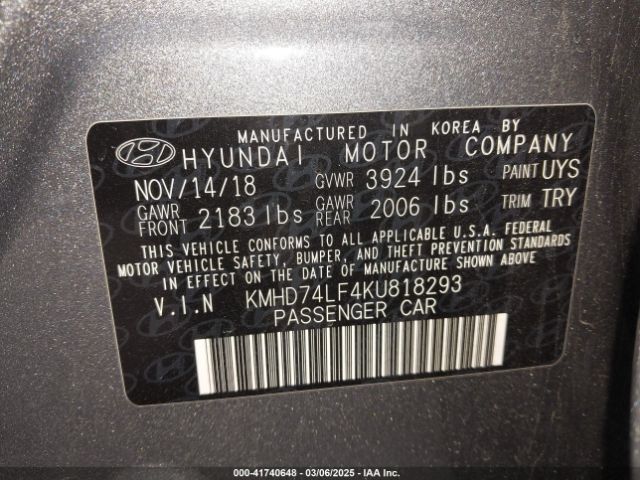 MANUFACTURED IN KOREA BY
HYUNDAI MOTOR COMPANY
NOV/14/18 GVWR 3924 lbs PAINT UYS
GAWR FRONT 2183 lbs GAWR REAR 2006 lbs TRIM TRY
THIS VEHICLE CONFORMS TO ALL APPLICABLE U.S.A. FEDERAL
MOTOR VEHICLE SAFETY, BUMPER, AND THEFT PREVENTION STANDARDS
IN EFFECT ON THE DATE OF MANUFACTURE SHOWN ABOVE.
V.I.N KMHD74LF4KU818293
PASSENGER CAR
000-41740648 — 03/06/2025 — IAA Inc.